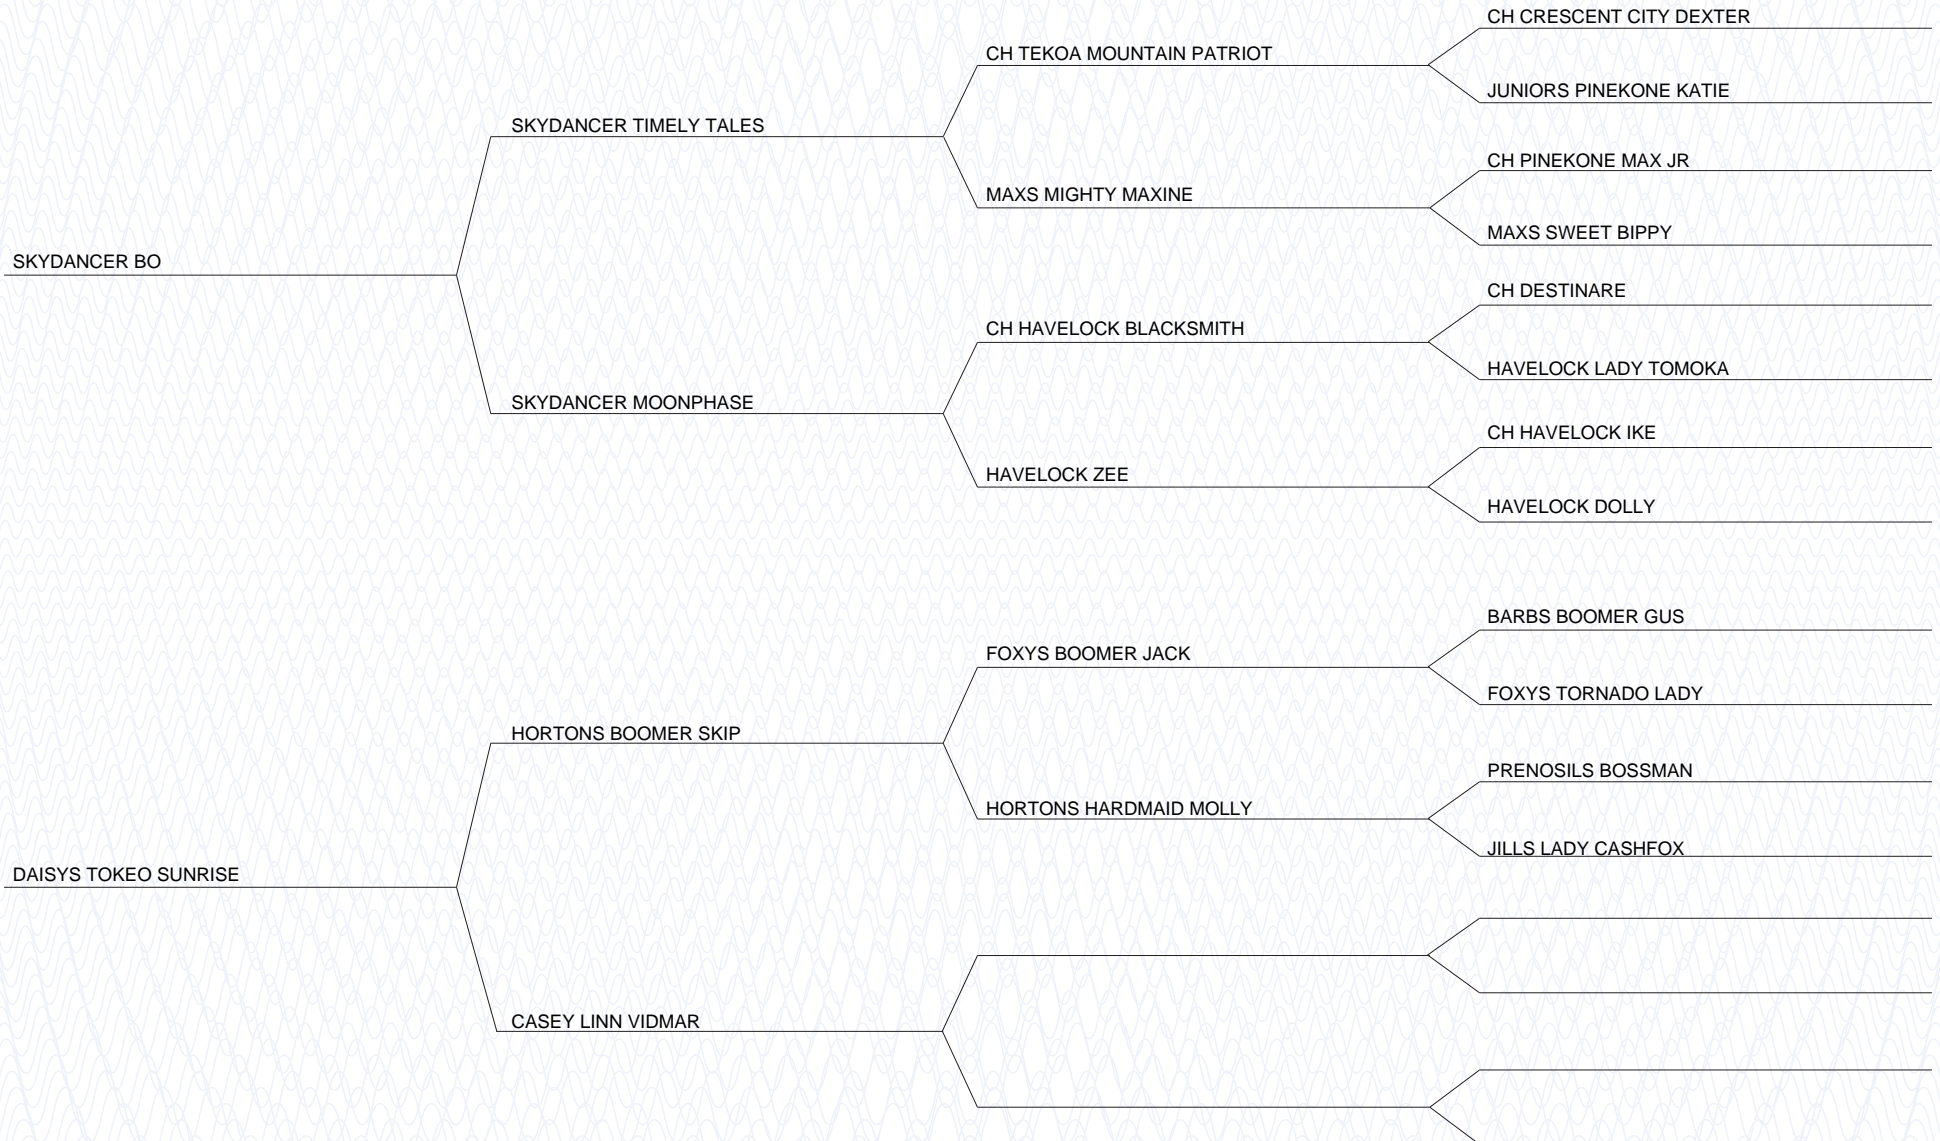 CH CRESCENT CITY DEXTER
CH TEKOA MOUNTAIN PATRIOT
JUNIORS PINEKONE KATIE
SKYDANCER TIMELY TALES
CH PINEKONE MAX JR
MAXS MIGHTY MAXINE
MAXS SWEET BIPPY
SKYDANCER BO
CH DESTINARE
CH HAVELOCK BLACKSMITH
HAVELOCK LADY TOMOKA
SKYDANCER MOONPHASE
CH HAVELOCK IKE
HAVELOCK ZEE
HAVELOCK DOLLY
BARBS BOOMER GUS
FOXYS BOOMER JACK
FOXYS TORNADO LADY
HORTONS BOOMER SKIP
PRENOSILS BOSSMAN
HORTONS HARDMAID MOLLY
JILLS LADY CASHFOX
DAISYS TOKEO SUNRISE
CASEY LINN VIDMAR